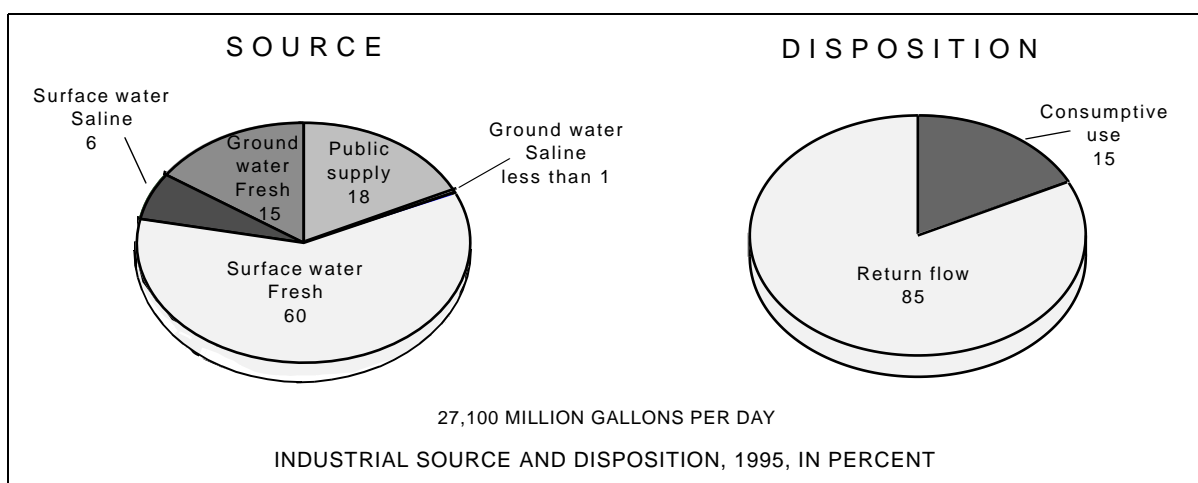 SOURCE
Surface water
Saline
6
Ground
water
Fresh
15
Public
supply
18
Ground water
Saline
less than 1
Surface water
Fresh
60
DISPOSITION
Consumptive
use
15
Return flow
85
27,100 MILLION GALLONS PER DAY
INDUSTRIAL SOURCE AND DISPOSITION, 1995, IN PERCENT